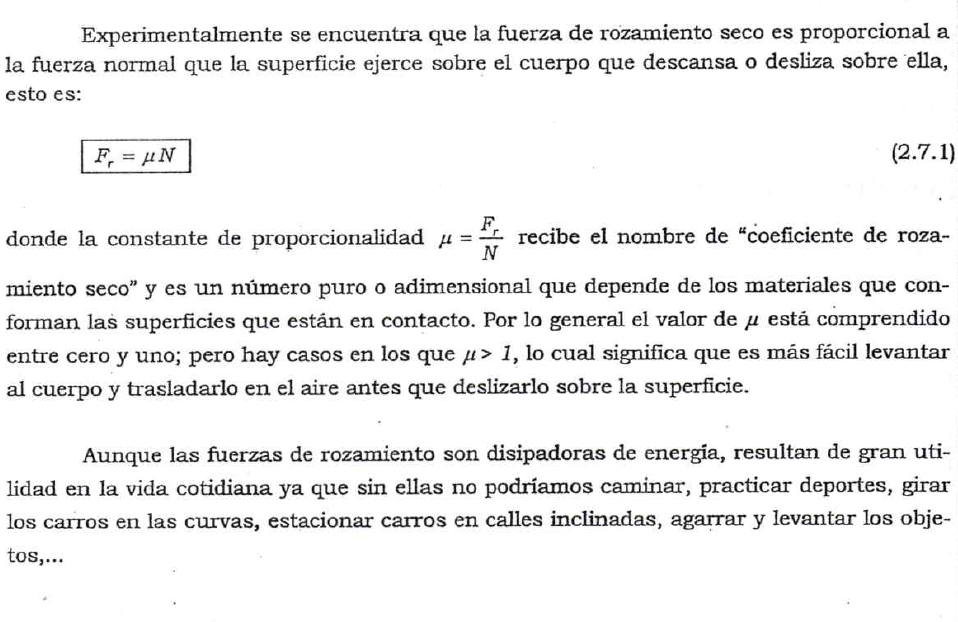 Experimentalmente se encuentra que la fuerza de rozamiento seco es proporcional a
la fuerza normal que la superficie ejerce sobre el cuerpo que descansa o desliza sobre ella,
esto es:
F_r = μN (2.7.1)
donde la constante de proporcionalidad μ = F_r/N recibe el nombre de "coeficiente de roza-
miento seco" y es un número puro o adimensional que depende de los materiales que con-
forman las superficies que están en contacto. Por lo general el valor de μ está comprendido
entre cero y uno; pero hay casos en los que μ > 1, lo cual significa que es más fácil levantar
al cuerpo y trasladarlo en el aire antes que deslizarlo sobre la superficie.
Aunque las fuerzas de rozamiento son disipadoras de energía, resultan de gran uti-
lidad en la vida cotidiana ya que sin ellas no podríamos caminar, practicar deportes, girar
los carros en las curvas, estacionar carros en calles inclinadas, agarrar y levantar los obje-
tos,...